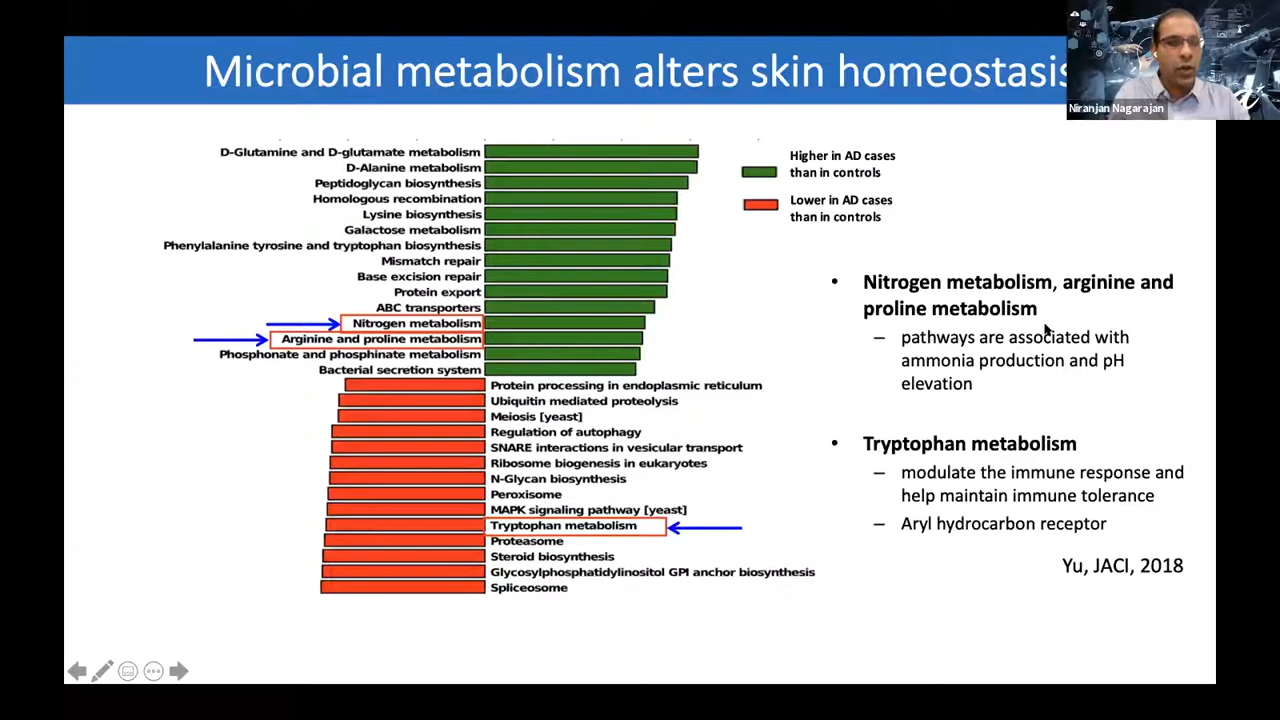 Microbial metabolism alters skin homeostasis
Niranjan Nagarajan
D-Glutamine and D-glutamate metabolism
D-Alanine metabolism
Peptidoglycan biosynthesis
Homologous recombination
Lysine biosynthesis
Galactose metabolism
Phenylalanine tyrosine and tryptophan biosynthesis
Mismatch repair
Base excision repair
Protein export
ABC transporters
Nitrogen metabolism
Arginine and proline metabolism
Phosphonate and phosphinate metabolism
Bacterial secretion system
Protein processing in endoplasmic reticulum
Ubiquitin mediated proteolysis
Meiosis [yeast]
Regulation of autophagy
SNARE interactions in vesicular transport
Ribosome biogenesis in eukaryotes
N-Glycan biosynthesis
Peroxisome
MAPK signaling pathway [yeast]
Tryptophan metabolism
Proteasome
Steroid biosynthesis
Glycosylphosphatidylinositol GPI anchor biosynthesis
Spliceosome
Higher in AD cases
than in controls
Lower in AD cases
than in controls
• Nitrogen metabolism, arginine and
proline metabolism
– pathways are associated with
ammonia production and pH
elevation
• Tryptophan metabolism
– modulate the immune response and
help maintain immune tolerance
– Aryl hydrocarbon receptor
Yu, JACI, 2018